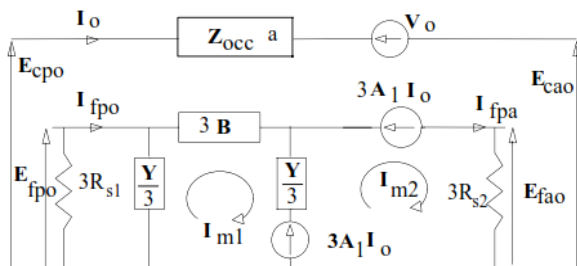 I o
Z occ a
V o
E cpo
E cao
I fpo
3 B
3 A 1 I o
I fpa
E fpo
3R s1
Y
3
Y
3
I m1
I m2
3R s2
E fao
3A 1 I o